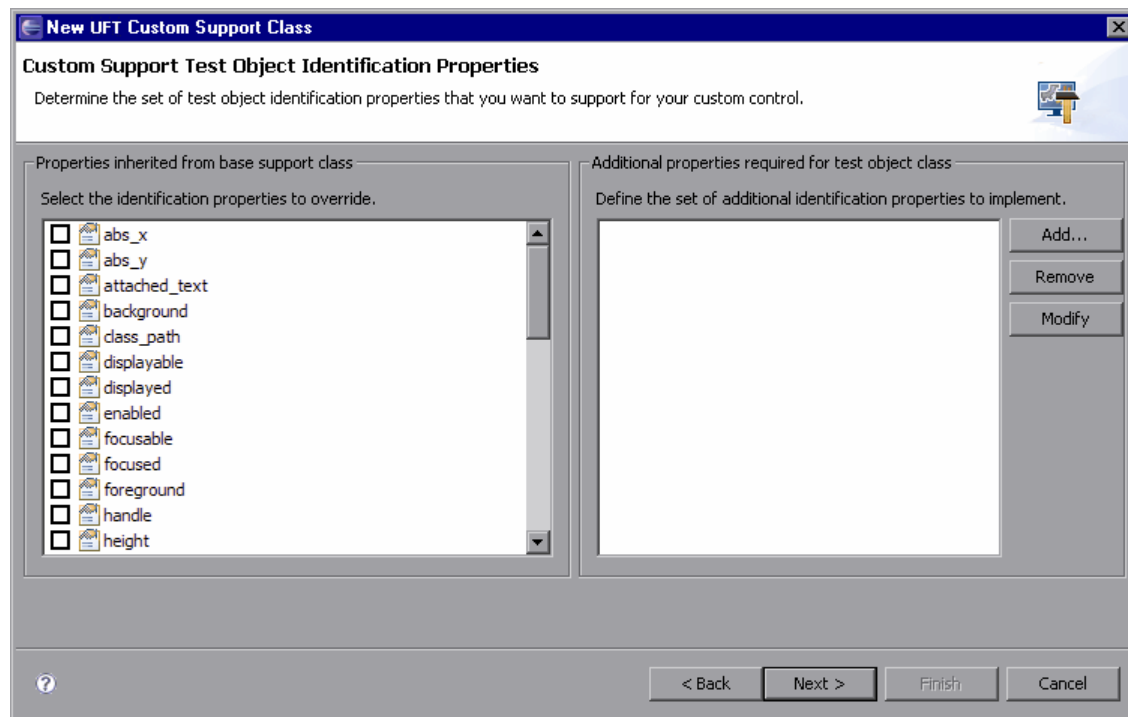 New UFT Custom Support Class
Custom Support Test Object Identification Properties
Determine the set of test object identification properties that you want to support for your custom control.
Properties inherited from base support class
Select the identification properties to override.
abs_x
abs_y
attached_text
background
class_path
displayable
displayed
enabled
focusable
focused
foreground
handle
height
Additional properties required for test object class
Define the set of additional identification properties to implement.
Add...
Remove
Modify
?
< Back
Next >
Finish
Cancel